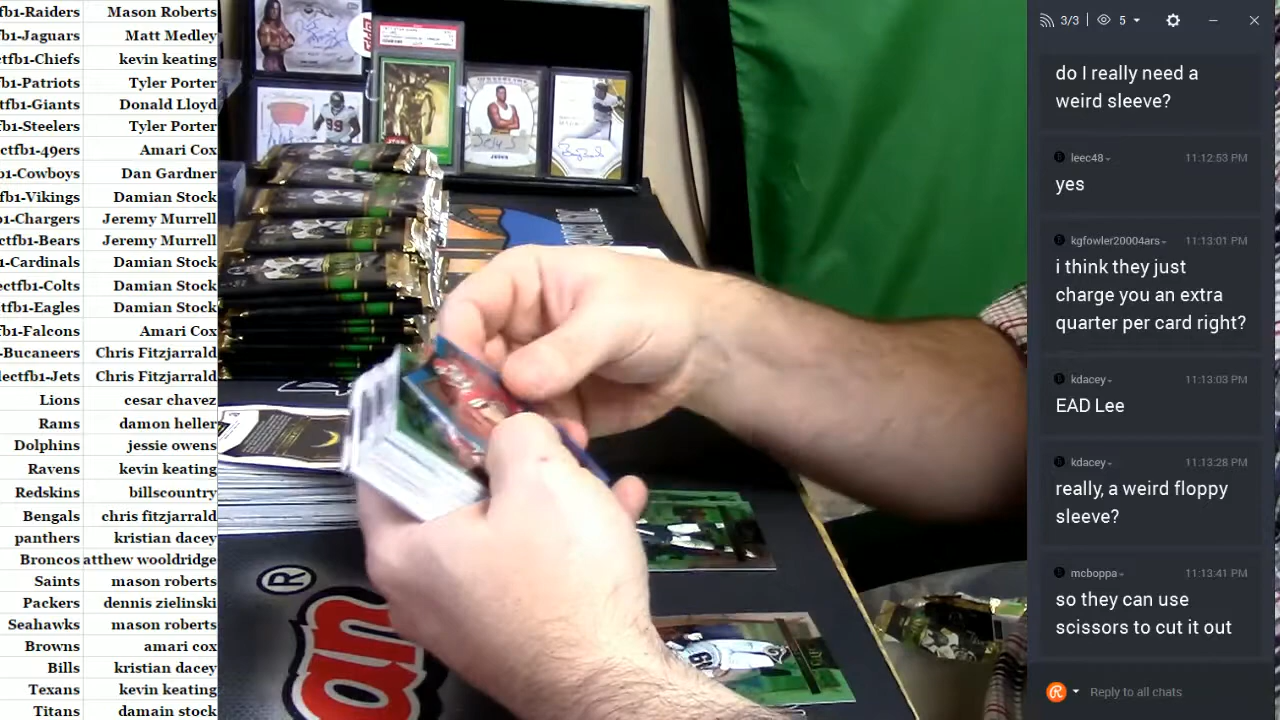 fb1-Raiders Mason Roberts
fb1-Jaguars Matt Medley
ctfb1-Chiefs kevin keating
fb1-Patriots Tyler Porter
tfb1-Giants Donald Lloyd
fb1-Steelers Tyler Porter
ectfb1-49ers Amari Cox
fb1-Cowboys Dan Gardner
tfb1-Vikings Damian Stock
b1-Chargers Jeremy Murrell
ctfb1-Bears Jeremy Murrell
1-Cardinals Damian Stock
ectfb1-Colts Damian Stock
tfb1-Eagles Damian Stock
fb1-Falcons Amari Cox
-Bucaneers Chris Fitzjarrald
lectfb1-Jets Chris Fitzjarrald
Lions cesar chavez
Rams damon heller
Dolphins jessie owens
Ravens kevin keating
Redskins billscountry
Bengals chris fitzjarrald
panthers kristian dacey
Broncos atthew wooldridge
Saints mason roberts
Packers dennis zielinski
Seahawks mason roberts
Browns amari cox
Bills kristian dacey
Texans kevin keating
Titans damain stock
99
®
an
3/3 5
do I really need a
weird sleeve?
leec48 11:12:53 PM
yes
kgfowler20004ars 11:13:01 PM
i think they just
charge you an extra
quarter per card right?
kdacey 11:13:03 PM
EAD Lee
kdacey 11:13:28 PM
really, a weird floppy
sleeve?
mcboppa 11:13:41 PM
so they can use
scissors to cut it out
Reply to all chats